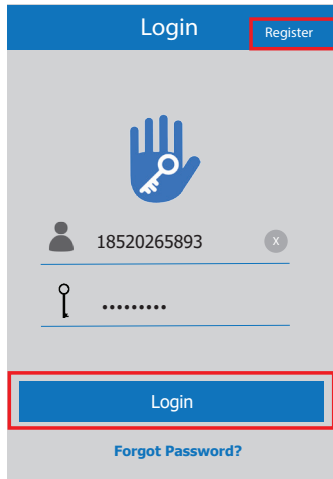 Login
Register
18520265893
X
.........
Login
Forgot Password?